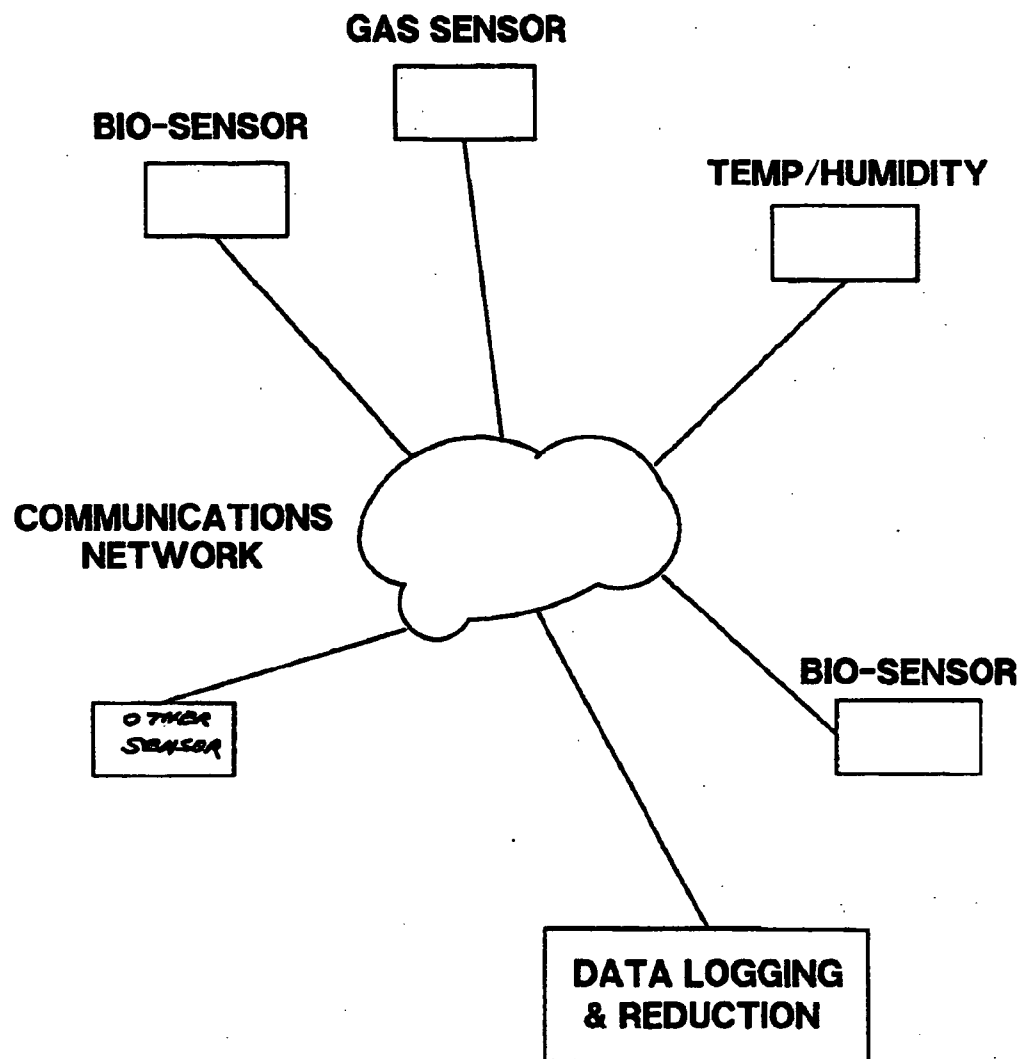 GAS SENSOR
BIO-SENSOR
TEMP/HUMIDITY
COMMUNICATIONS
NETWORK
BIO-SENSOR
OTHER
SENSOR
DATA LOGGING
& REDUCTION